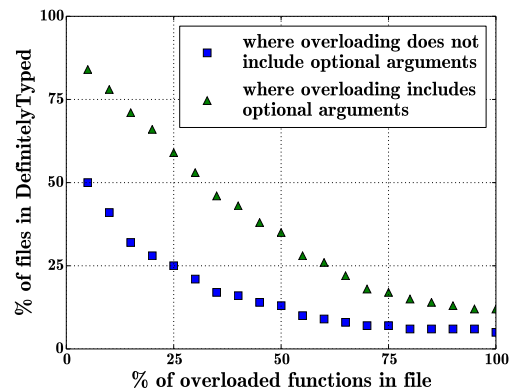 100
75
50
25
0
% of files in DefinitelyTyped
where overloading does not
include optional arguments
where overloading includes
optional arguments
0 25 50 75 100
% of overloaded functions in file